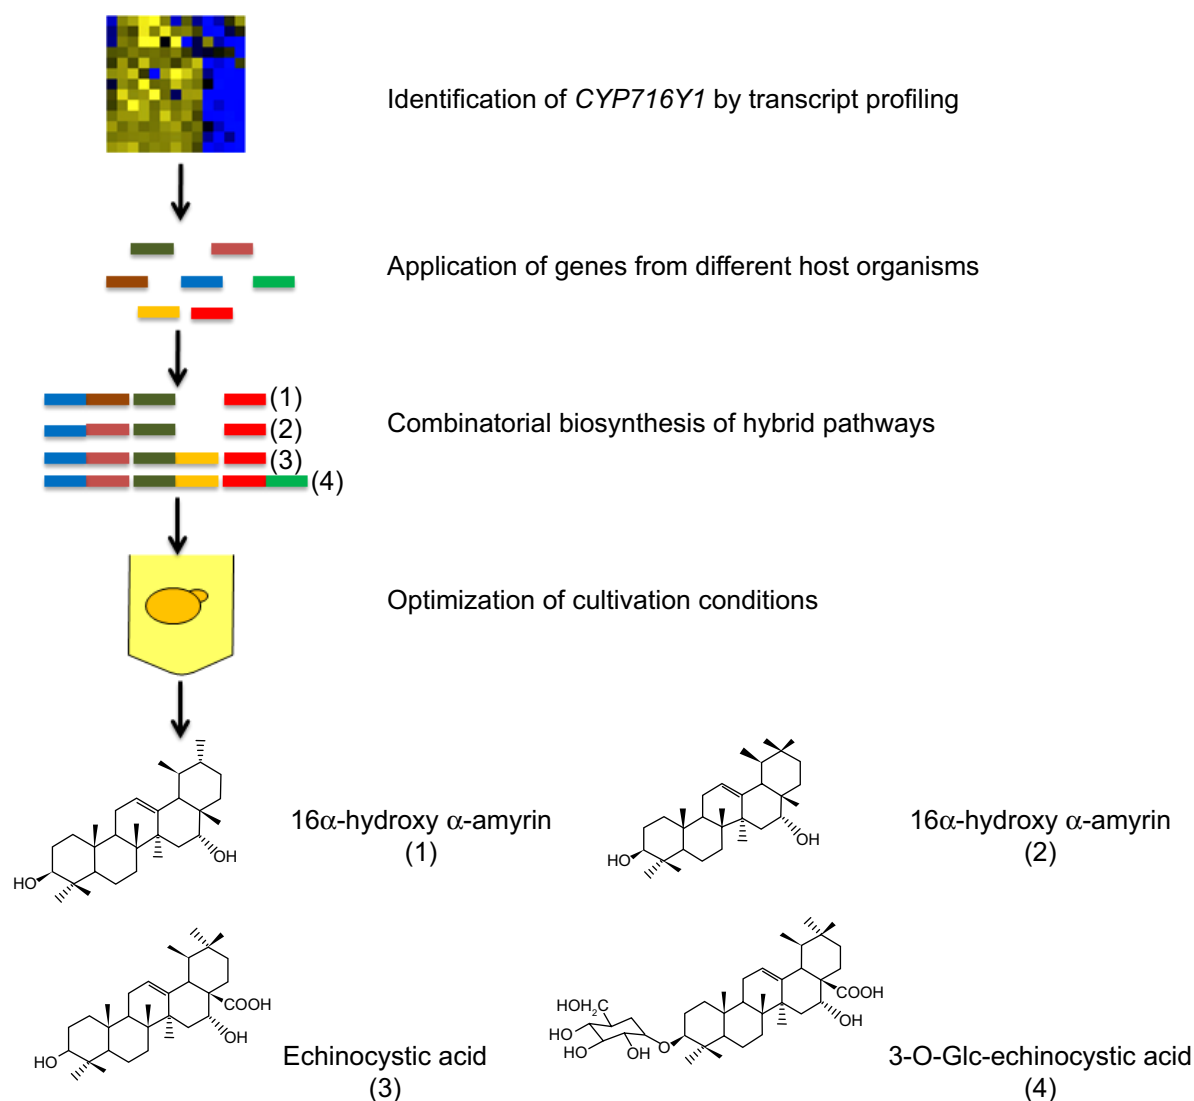 Identification of CYP716Y1 by transcript profiling
Application of genes from different host organisms
(1)
(2)
(3)
(4)
Combinatorial biosynthesis of hybrid pathways
Optimization of cultivation conditions
HO
OH
16α-hydroxy α-amyrin
(1)
HO
OH
16α-hydroxy α-amyrin
(2)
HO
COOH
OH
Echinocystic acid
(3)
HOH2C
HO
HO
OH
O
COOH
OH
3-O-Glc-echinocystic acid
(4)